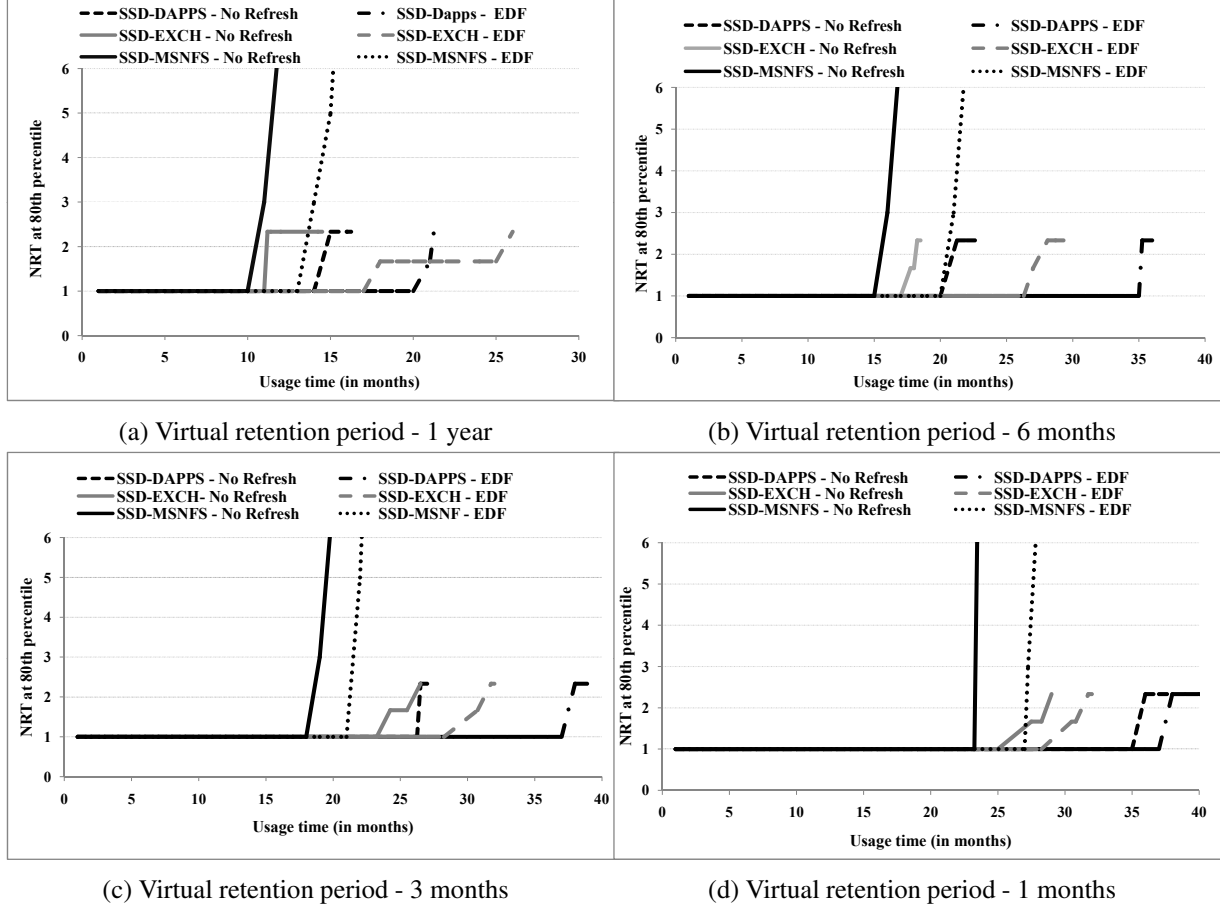 SSD-DAPPS - No Refresh SSD-Dapps - EDF
SSD-EXCH - No Refresh SSD-EXCH - EDF
SSD-MSNFS - No Refresh SSD-MSNFS - EDF
6
5
4
3
2
1
0
NRT at 80th percentile
0 5 10 15 20 25 30
Usage time (in months)
(a) Virtual retention period - 1 year
SSD-DAPPS - No Refresh SSD-DAPPS - EDF
SSD-EXCH - No Refresh SSD-EXCH - EDF
SSD-MSNFS - No Refresh SSD-MSNFS - EDF
6
5
4
3
2
1
0
NRT at 80th percentile
0 5 10 15 20 25 30 35 40
Usage time (in months)
(b) Virtual retention period - 6 months
SSD-DAPPS - No Refresh SSD-DAPPS - EDF
SSD-EXCH- No Refresh SSD-EXCH - EDF
SSD-MSNFS - No Refresh SSD-MSNF - EDF
6
5
4
3
2
1
0
NRT at 80th percentile
0 5 10 15 20 25 30 35 40
Usage time (in months)
(c) Virtual retention period - 3 months
SSD-DAPPS - No Refresh SSD-DAPPS - EDF
SSD-EXCH - No Refresh SSD-EXCH - EDF
SSD-MSNFS - No Refresh SSD-MSNFS - EDF
6
5
4
3
2
1
0
NRT at 80th percentile
0 5 10 15 20 25 30 35 40
Usage time (in months)
(d) Virtual retention period - 1 months